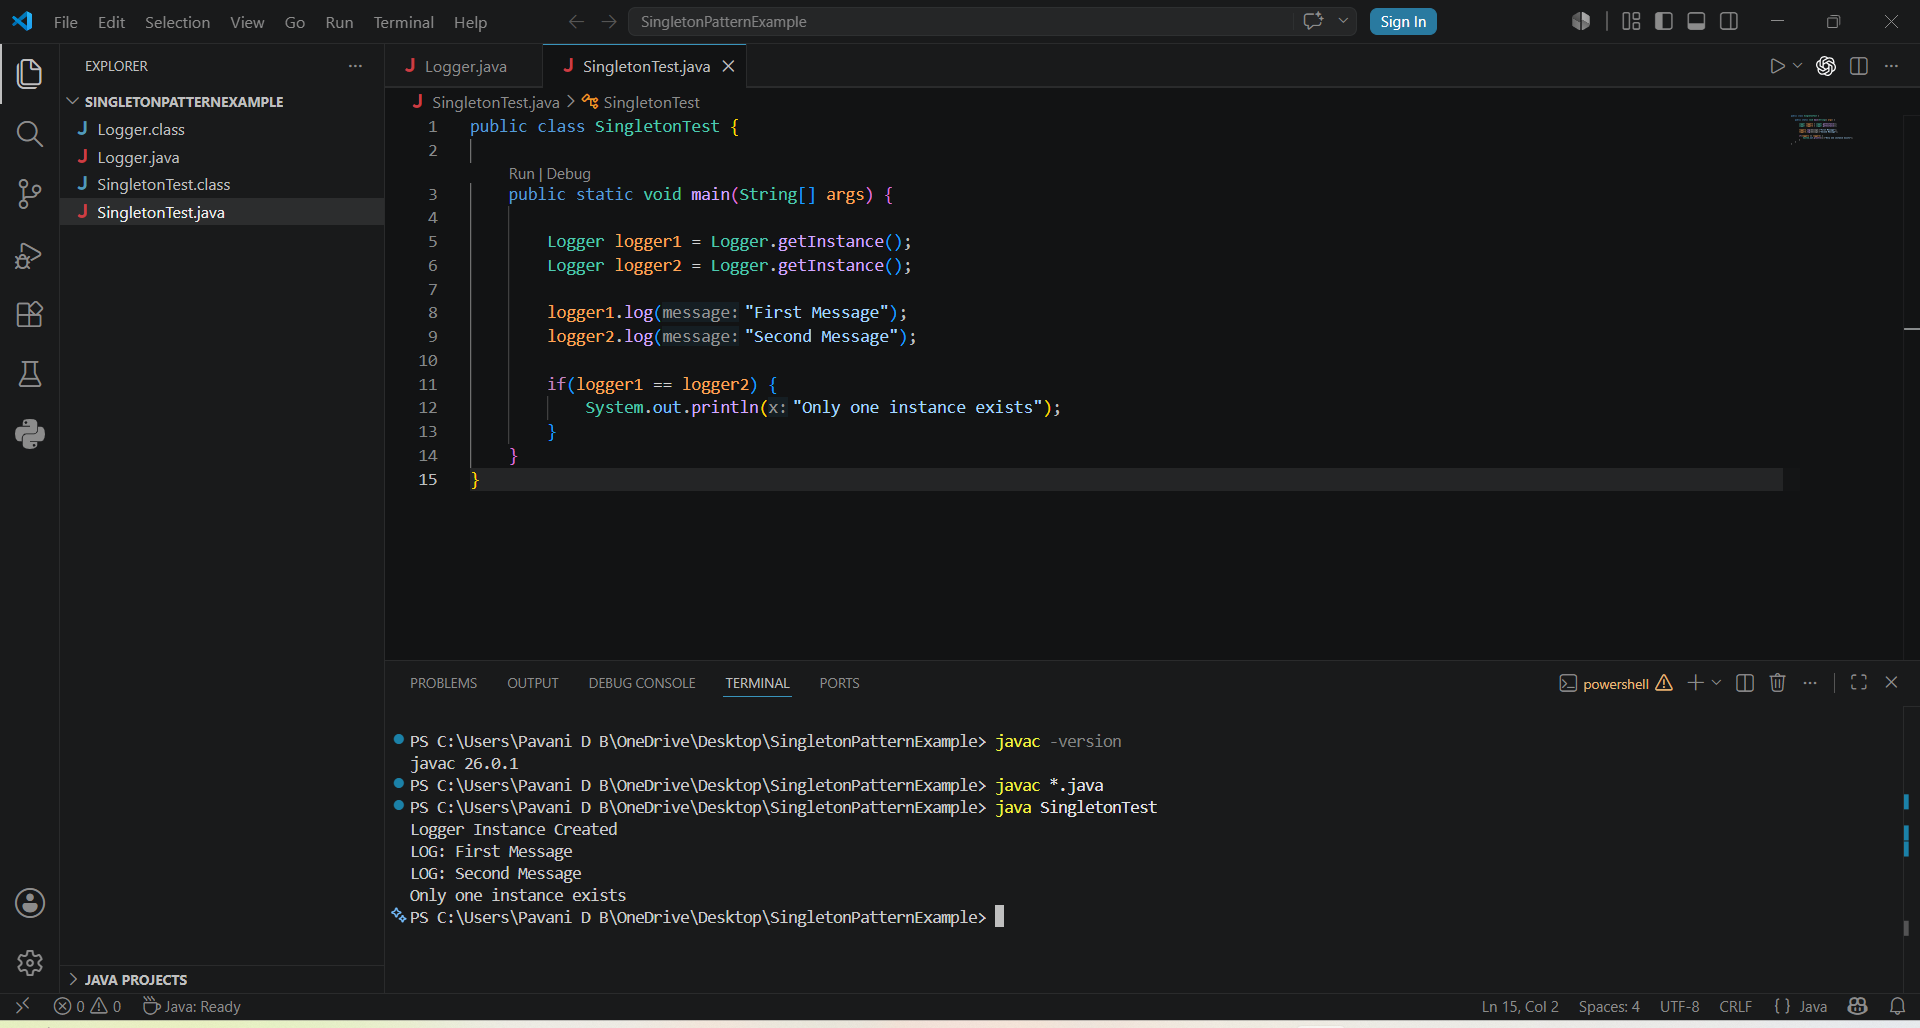 File Edit Selection View Go Run Terminal Help
SingletonPatternExample
Sign In
EXPLORER
SINGLETONPATTERNEXAMPLE
J Logger.class
J Logger.java
J SingletonTest.class
J SingletonTest.java
JAVA PROJECTS
J Logger.java
J SingletonTest.java
J SingletonTest.java > SingletonTest
1 public class SingletonTest {
2
Run | Debug
3 public static void main(String[] args) {
4
5 Logger logger1 = Logger.getInstance();
6 Logger logger2 = Logger.getInstance();
7
8 logger1.log(message: "First Message");
9 logger2.log(message: "Second Message");
10
11 if(logger1 == logger2) {
12 System.out.println(x: "Only one instance exists");
13 }
14 }
15 }
PROBLEMS OUTPUT DEBUG CONSOLE TERMINAL PORTS
powershell
PS C:\Users\Pavani D B\OneDrive\Desktop\SingletonPatternExample> javac -version
javac 26.0.1
PS C:\Users\Pavani D B\OneDrive\Desktop\SingletonPatternExample> javac *.java
PS C:\Users\Pavani D B\OneDrive\Desktop\SingletonPatternExample> java SingletonTest
Logger Instance Created
LOG: First Message
LOG: Second Message
Only one instance exists
PS C:\Users\Pavani D B\OneDrive\Desktop\SingletonPatternExample>
0 0 Java: Ready
Ln 15, Col 2 Spaces: 4 UTF-8 CRLF { } Java